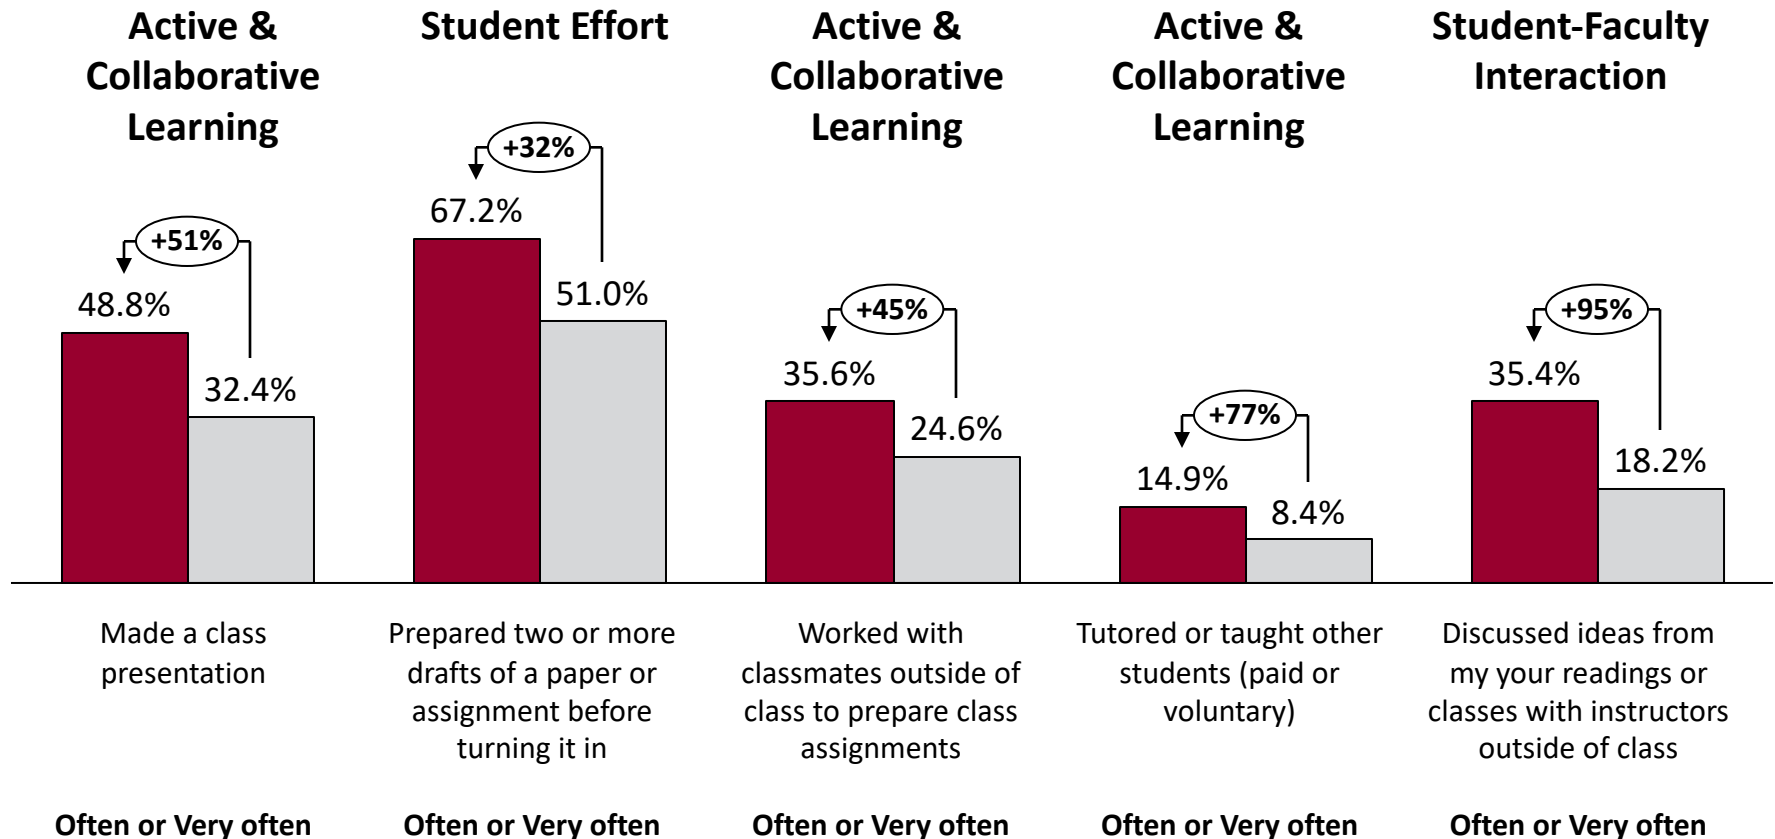 Active &
Collaborative
Learning
Student Effort
Active &
Collaborative
Learning
Active &
Collaborative
Learning
Student-Faculty
Interaction
+51%
48.8%
32.4%
+32%
67.2%
51.0%
+45%
35.6%
24.6%
+77%
14.9%
8.4%
+95%
35.4%
18.2%
Made a class
presentation
Prepared two or more
drafts of a paper or
assignment before
turning it in
Worked with
classmates outside of
class to prepare class
assignments
Tutored or taught other
students (paid or
voluntary)
Discussed ideas from
my your readings or
classes with instructors
outside of class
Often or Very often
Often or Very often
Often or Very often
Often or Very often
Often or Very often